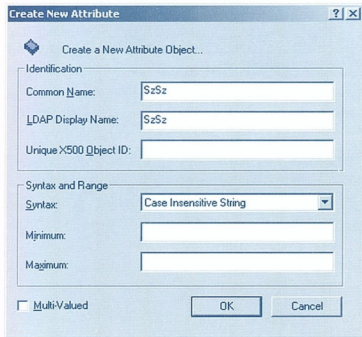 Create New Attribute
Create a New Attribute Object...
Identification
Common Name: SzSz
LDAP Display Name: SzSz
Unique X500 Object ID:
Syntax and Range
Syntax: Case Insensitive String
Minimum:
Maximum:
Multi-Valued
OK Cancel